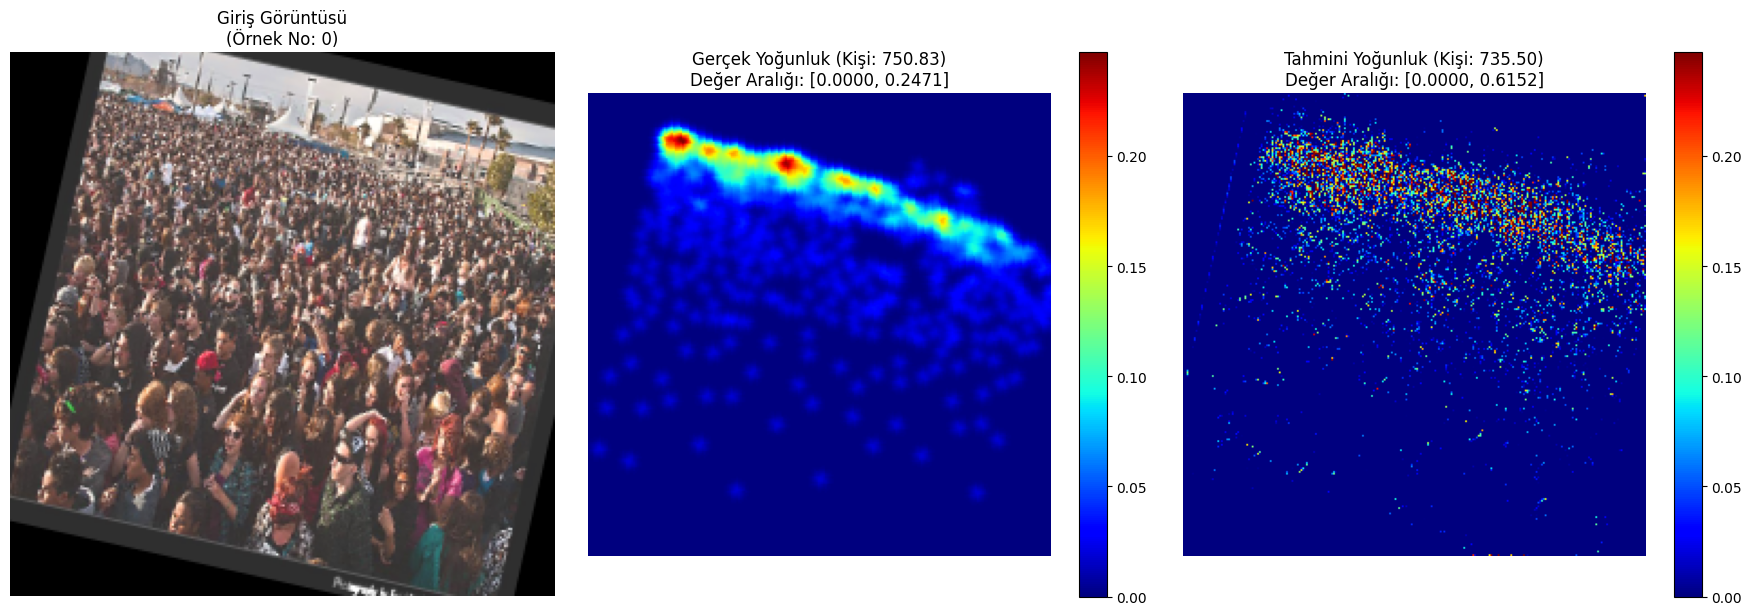 Giriş Görüntüsü
(Örnek No: 0)
Gerçek Yoğunluk (Kişi: 750.83)
Değer Aralığı: [0.0000, 0.2471]
0.20
0.15
0.10
0.05
0.00
Tahmini Yoğunluk (Kişi: 735.50)
Değer Aralığı: [0.0000, 0.6152]
0.20
0.15
0.10
0.05
0.00